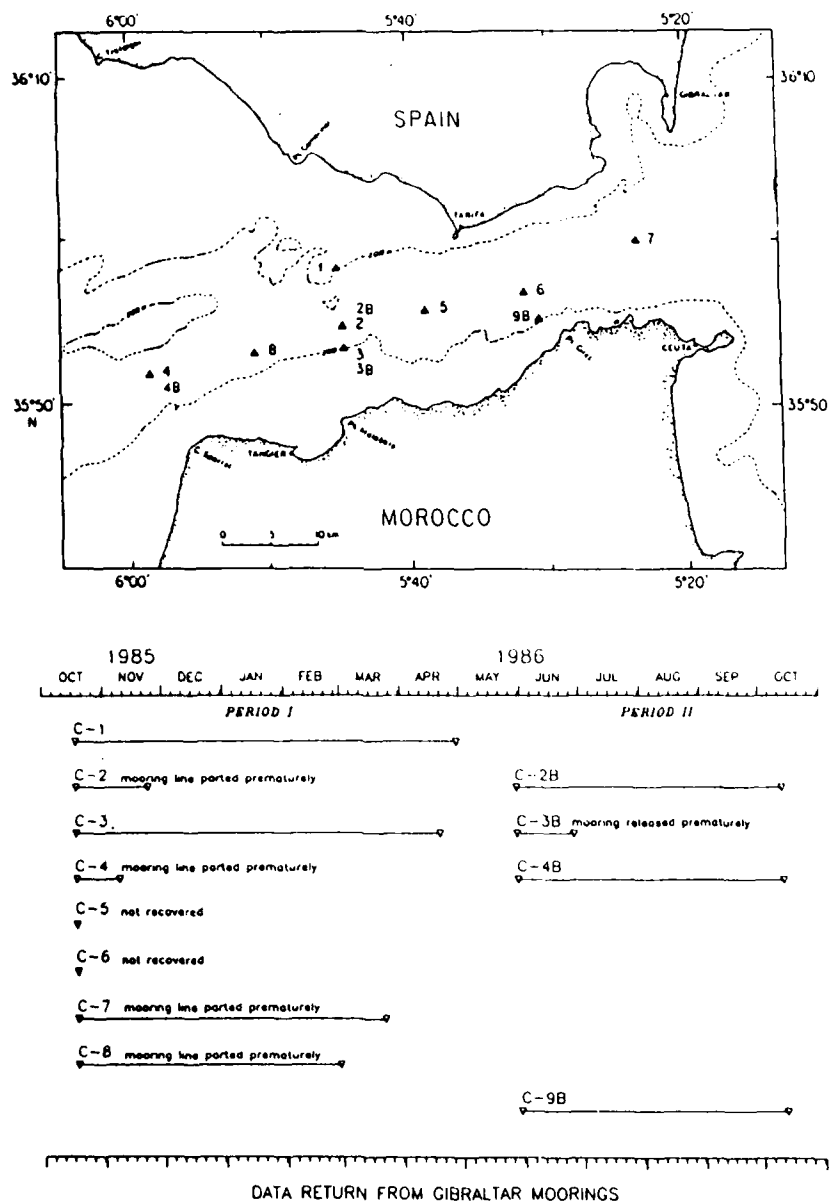 6°00' 5°40' 5°20'
36°10' 36°10'
SPAIN
GIBRALTAR
TARIFA
7
1
6
2B
5
2
9B
8
3
3B
4
4B
CEUTA
35°50' 35°50'
N
TANGIER
MOROCCO
0 5 10 km
6°00' 5°40' 5°20'
1985 1986
OCT NOV DEC JAN FEB MAR APR MAY JUN JUL AUG SEP OCT
PERIOD I PERIOD II
C-1
C-2 mooring line parted prematurely C-2B
C-3 C-3B mooring released prematurely
C-4 mooring line parted prematurely C-4B
C-5 not recovered
C-6 not recovered
C-7 mooring line parted prematurely
C-8 mooring line parted prematurely
C-9B
DATA RETURN FROM GIBRALTAR MOORINGS